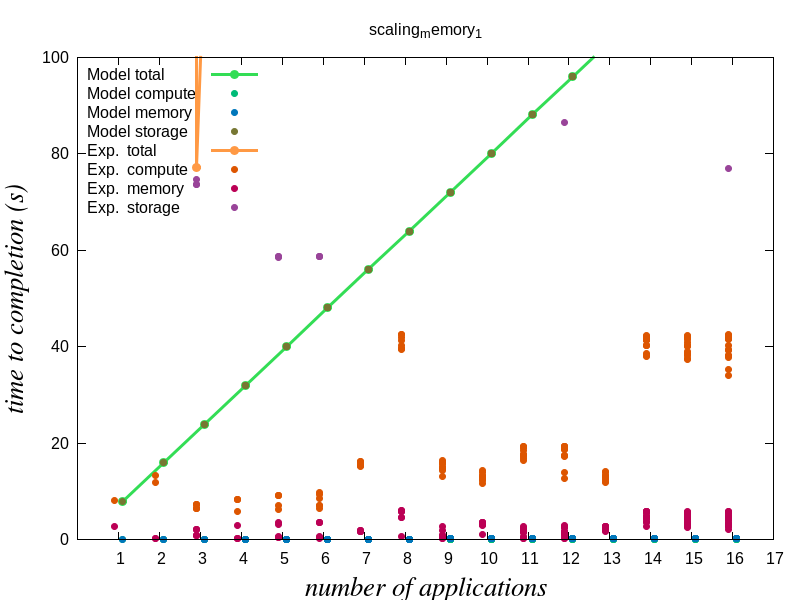 scaling_memory_1
100
80
60
40
20
0
time to completion (s)
Model total
Model compute
Model memory
Model storage
Exp. total
Exp. compute
Exp. memory
Exp. storage
1 2 3 4 5 6 7 8 9 10 11 12 13 14 15 16 17
number of applications